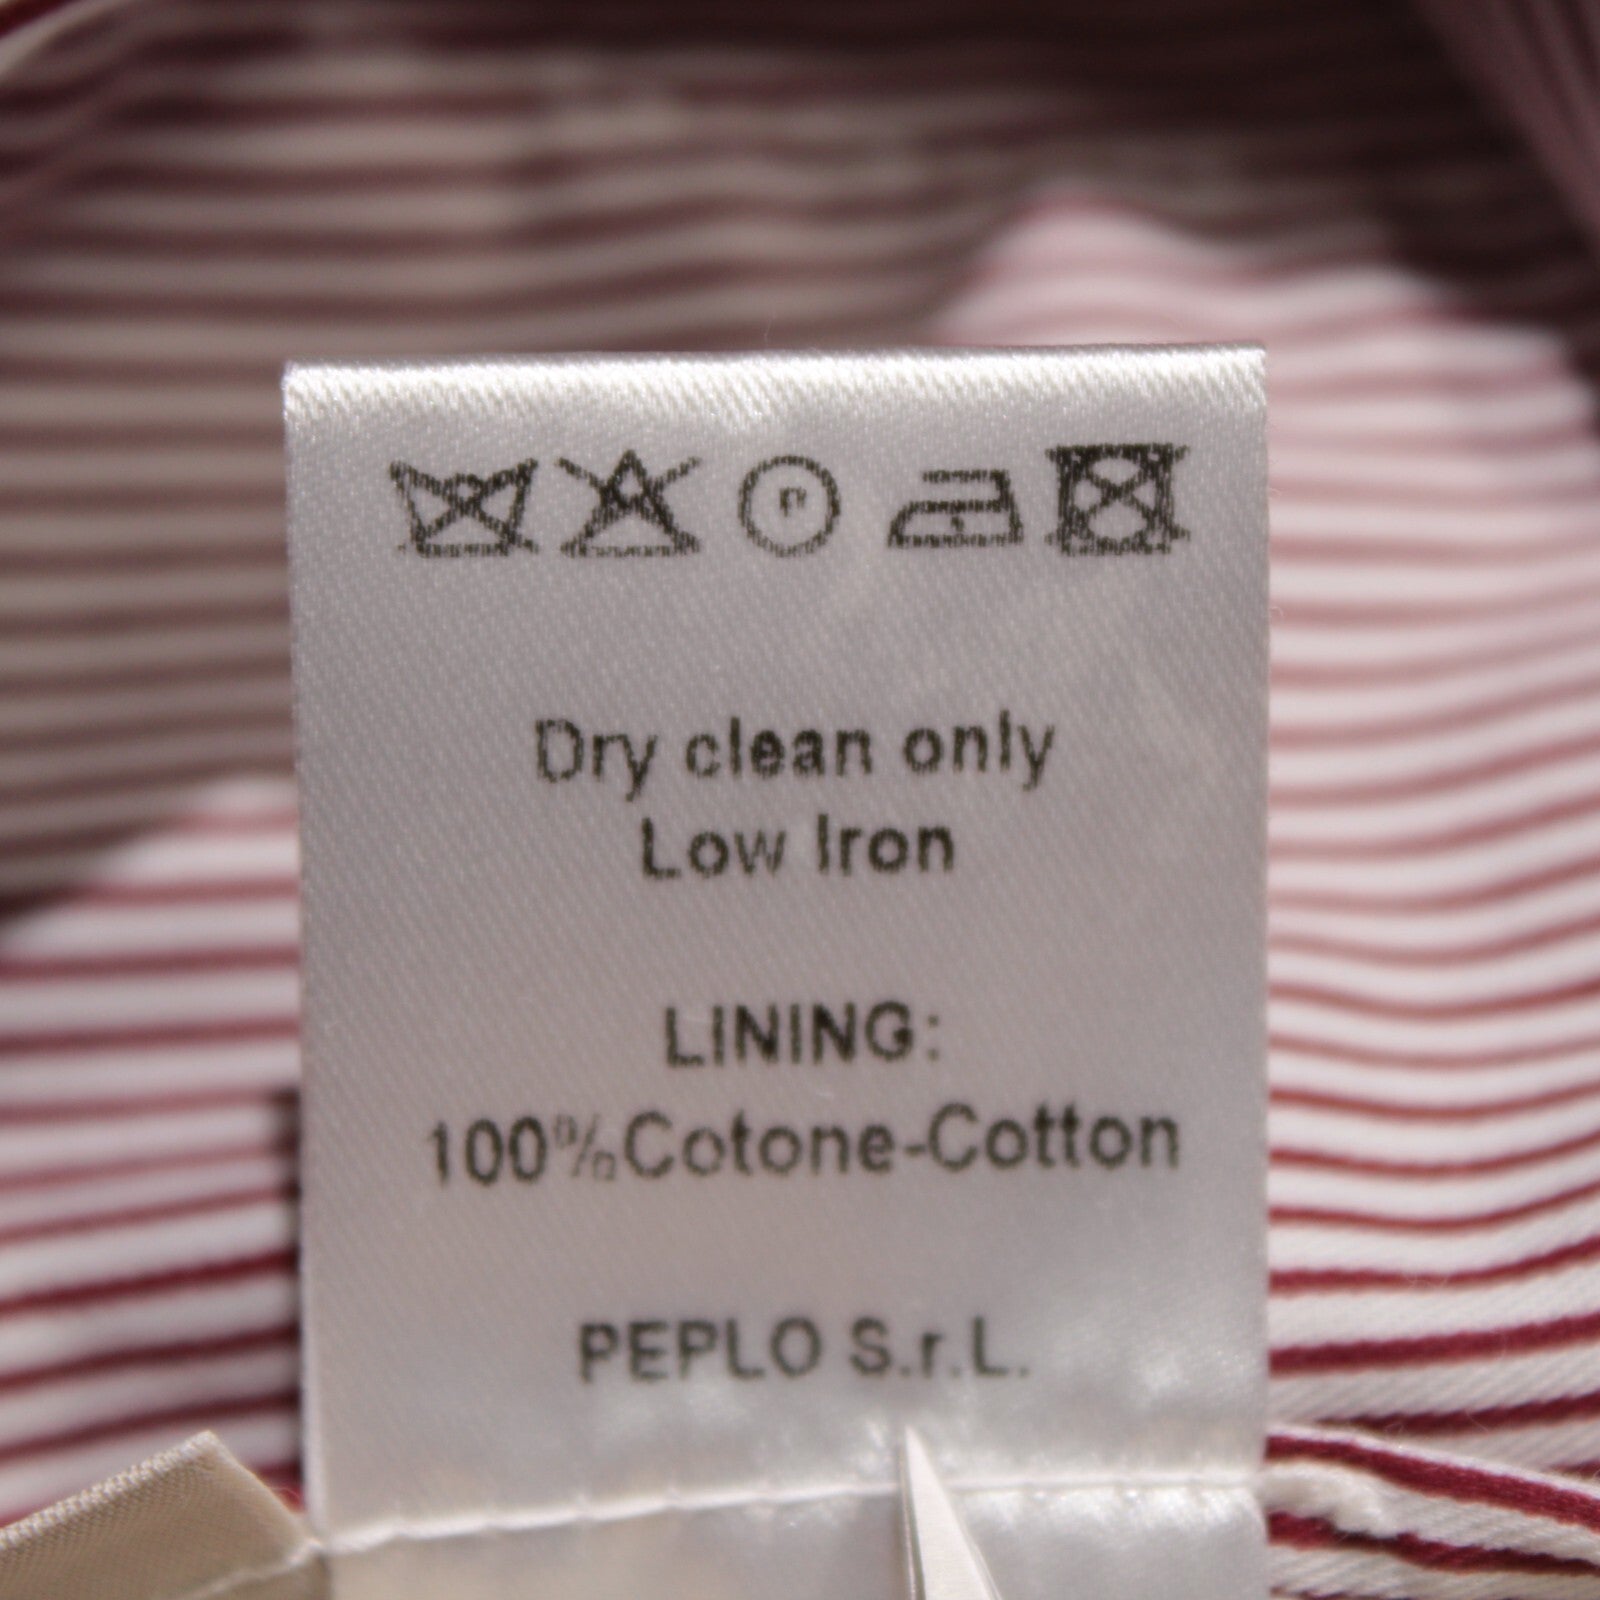 P
Dry clean only
Low Iron
LINING:
100%Cotone-Cotton
PEPLO S.r.L.